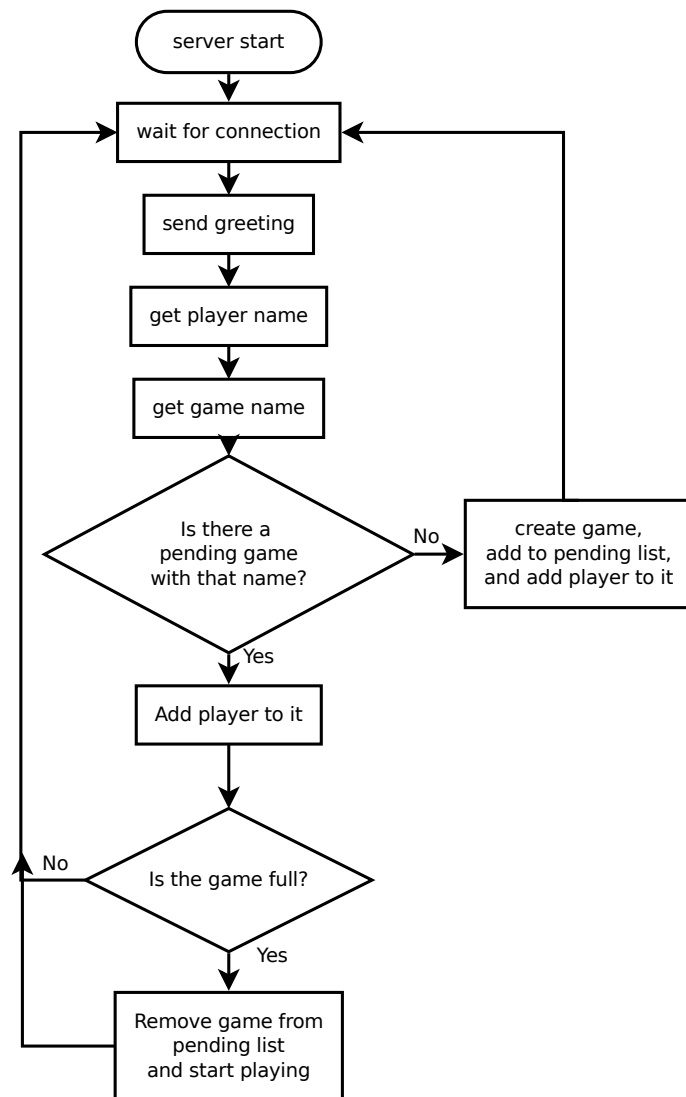 server start
wait for connection
send greeting
get player name
get game name
Is there a
pending game
with that name?
No
create game,
add to pending list,
and add player to it
Yes
Add player to it
Is the game full?
No
Yes
Remove game from
pending list
and start playing